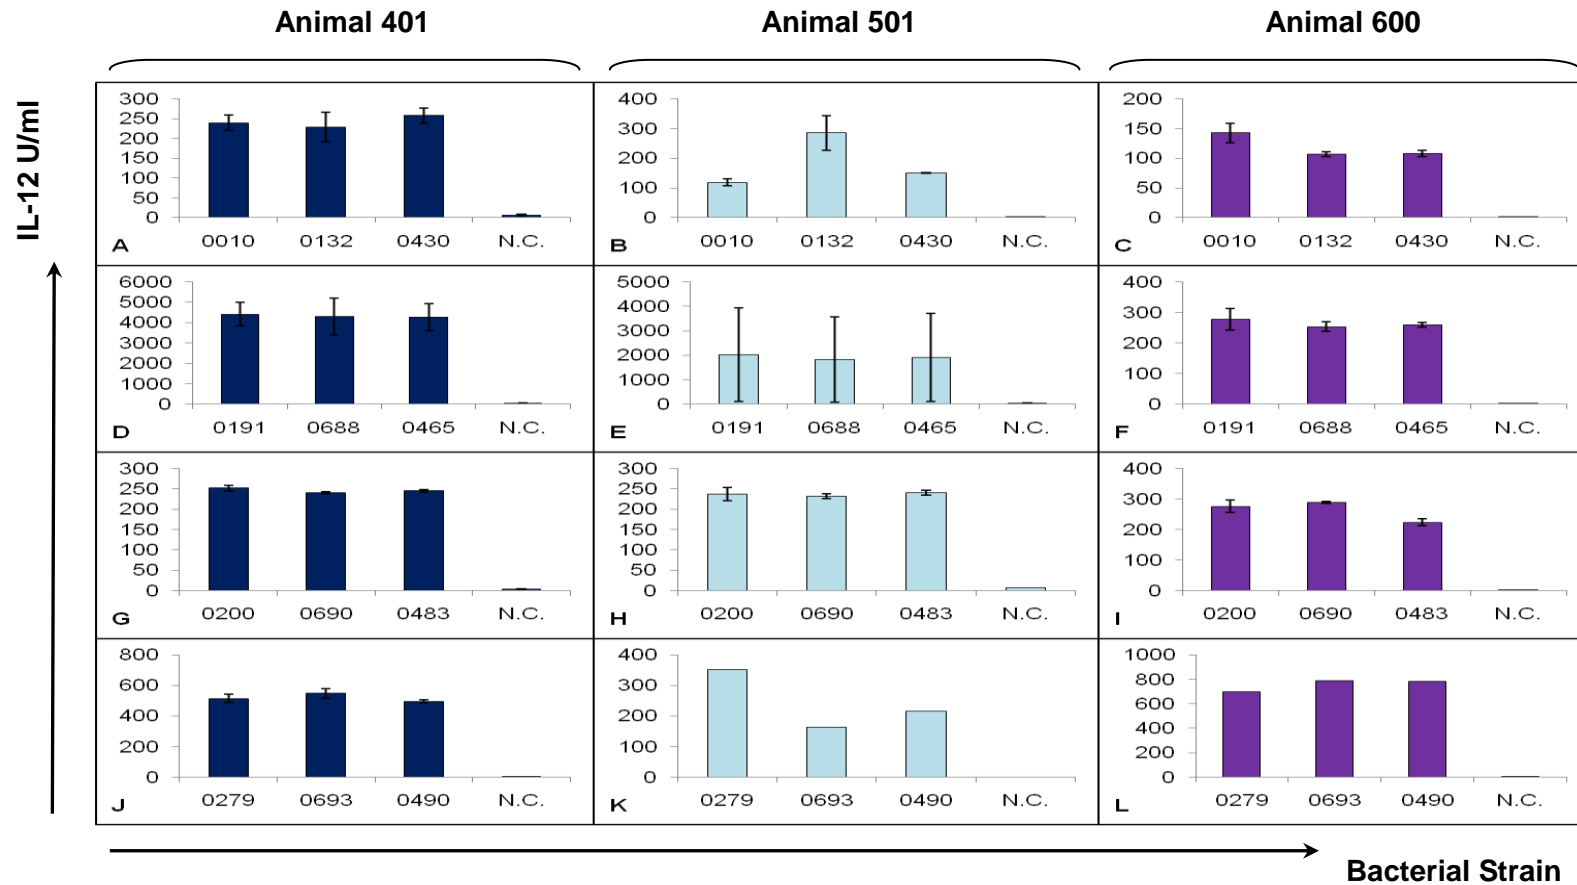 Animal 401
Animal 501
Animal 600
IL-12 U/ml
300
250
200
150
100
50
0
0010 0132 0430 N.C.
A
400
300
200
100
0
0010 0132 0430 N.C.
B
200
150
100
50
0
0010 0132 0430 N.C.
C
6000
5000
4000
3000
2000
1000
0
0191 0688 0465 N.C.
D
5000
4000
3000
2000
1000
0
0191 0688 0465 N.C.
E
400
300
200
100
0
0191 0688 0465 N.C.
F
300
250
200
150
100
50
0
0200 0690 0483 N.C.
G
300
250
200
150
100
50
0
0200 0690 0483 N.C.
H
400
300
200
100
0
0200 0690 0483 N.C.
I
800
600
400
200
0
0279 0693 0490 N.C.
J
400
300
200
100
0
0279 0693 0490 N.C.
K
1000
800
600
400
200
0
0279 0693 0490 N.C.
L
Bacterial Strain